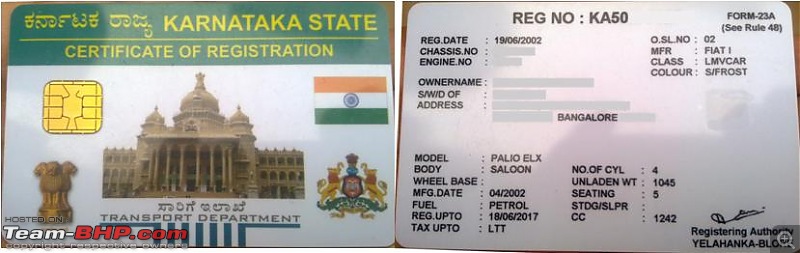 ಕರ್ನಾಟಕ ರಾಜ್ಯ KARNATAKA STATE
CERTIFICATE OF REGISTRATION
ಸಾರಿಗೆ ಇಲಾಖೆ
TRANSPORT DEPARTMENT
HOSTED ON
Team-BHP.com
copyright respective owners
REG NO : KA50
FORM-23A
(See Rule 48)
REG.DATE : 19/06/2002 O.SL.NO : 02
CHASSIS.NO : MFR : FIAT I
ENGINE.NO : CLASS : LMVCAR
COLOUR : S/FROST
OWNERNAME :
S/W/D OF :
ADDRESS :
BANGALORE
MODEL : PALIO ELX
BODY : SALOON NO.OF CYL : 4
WHEEL BASE : UNLADEN WT : 1045
MFG.DATE : 04/2002 SEATING : 5
FUEL : PETROL STDG/SLPR :
REG.UPTO : 18/06/2017 CC : 1242
TAX UPTO : LTT
Registering Authority
YELAHANKA-BLO